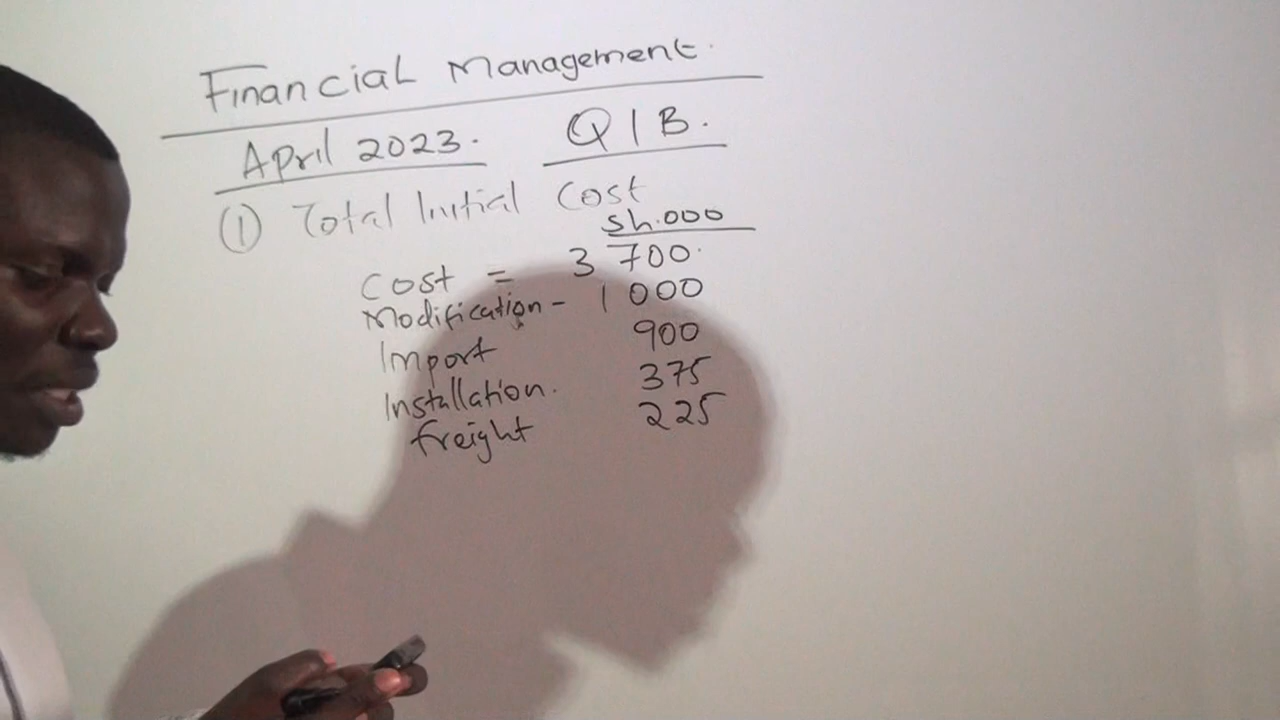 Financial Management.
April 2023. Q1B.
① Total Initial Cost
Sh.000
Cost = 3 700
Modification - 1 000
Import 900
Installation. 375
freight 225